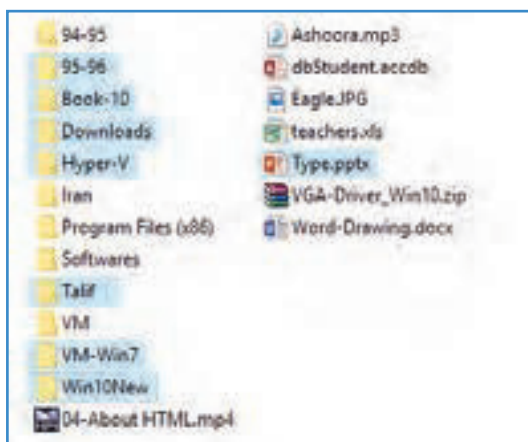 94-95
95-96
Book-10
Downloads
Hyper-V
Iran
Program Files (x86)
Softwares
Talif
VM
VM-Win7
Win10New
04-About HTML.mp4
Ashoora.mp3
dbStudent.accdb
Eagle.JPG
teachers.xls
Type.pptx
VGA-Driver_Win10.zip
Word-Drawing.docx